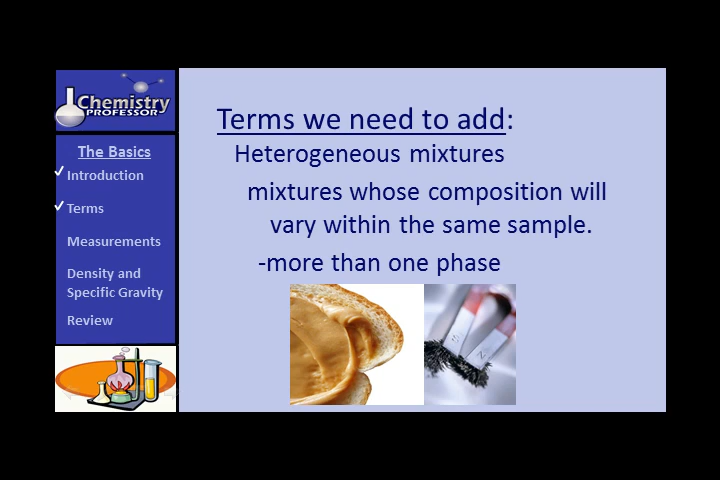 Chemistry
PROFESSOR
The Basics
Introduction
Terms
Measurements
Density and
Specific Gravity
Review
Terms we need to add:
Heterogeneous mixtures
mixtures whose composition will
vary within the same sample.
-more than one phase
S N